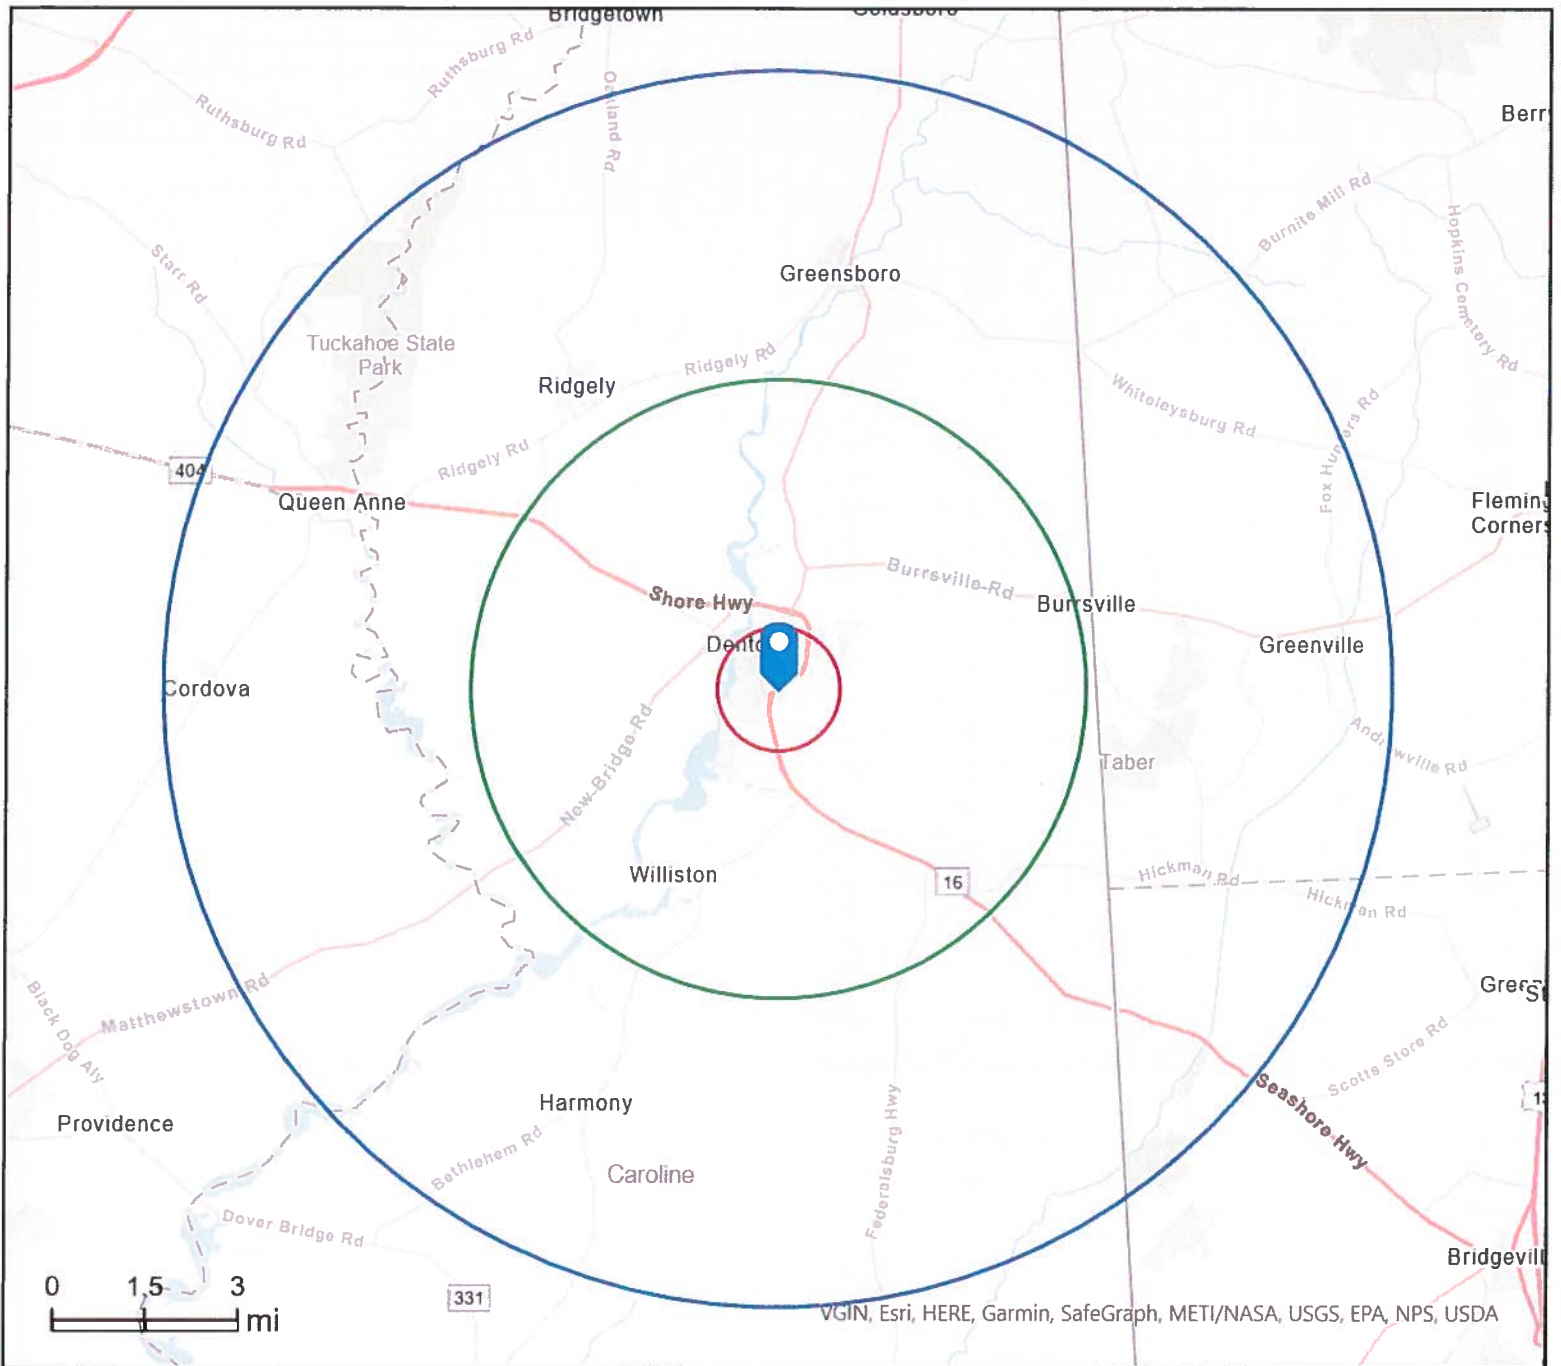 Bridgetown
Goldsboro
Ruthsburg Rd
Ruthsburg Rd
Oakland Rd
Berr
Burnite Mill Rd
Hopkins Cemetery Rd
Starr Rd
Greensboro
Tuckahoe State
Park
Ridgely Rd
Ridgely
Whiteleysburg Rd
Fox Hunters Rd
Ridgely Rd
404
Queen Anne
Fleming
Corners
Burrsville Rd
Shore Hwy
Burrsville
Dento
Greenville
Cordova
New Bridge Rd
Andrewville Rd
Taber
Williston
16
Hickman Rd
Hickman Rd
Matthewstown Rd
Black Dog Aly
Scotts Store Rd
Seashore Hwy
Harmony
Providence
Federalsburg Hwy
Bethlehem Rd
Caroline
Dover Bridge Rd
Bridgevill
0 1.5 3
mi
331
VGIN, Esri, HERE, Garmin, SafeGraph, METI/NASA, USGS, EPA, NPS, USDA